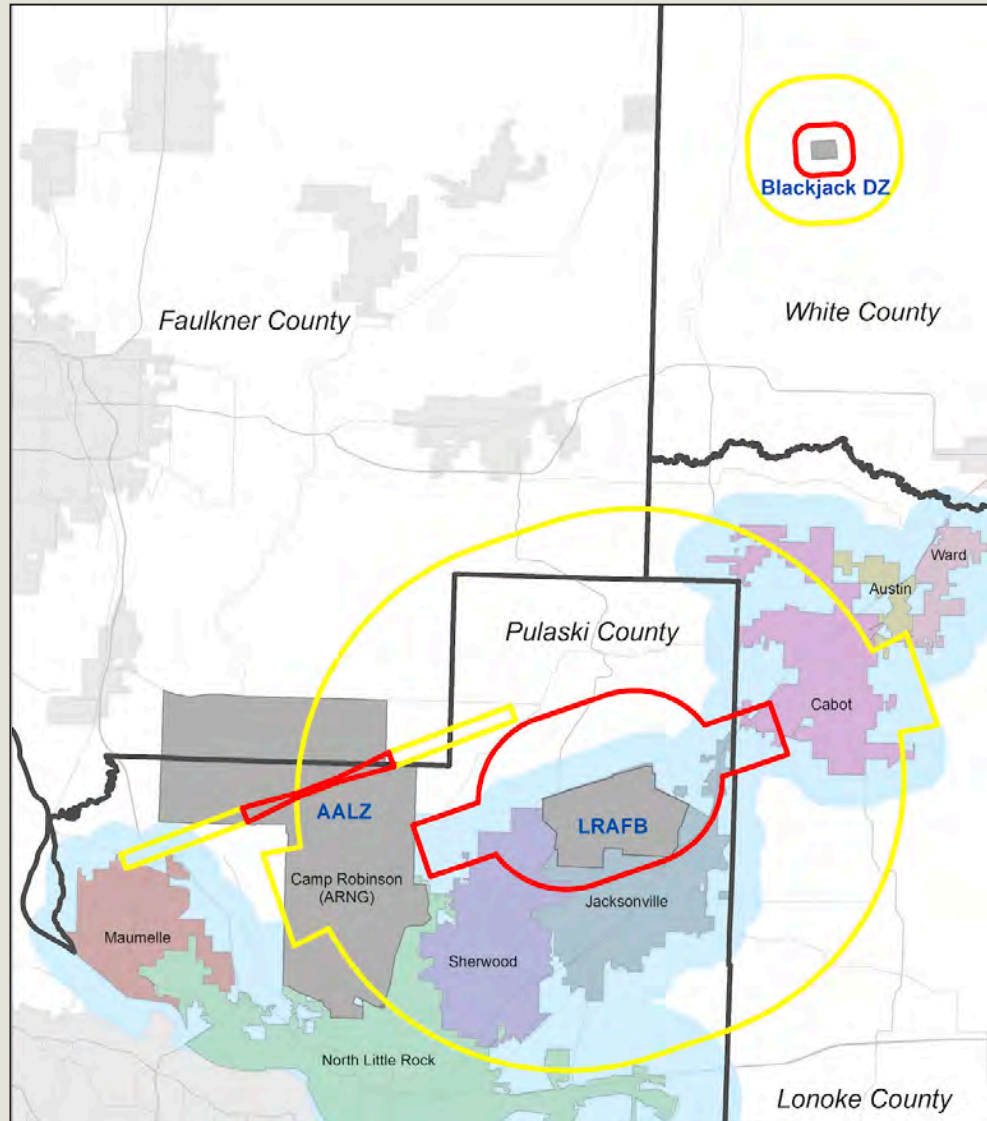 Blackjack DZ
Faulkner County
White County
Ward
Austin
Pulaski County
Cabot
AALZ
LRAFB
Camp Robinson
(ARNG)
Jacksonville
Maumelle
Sherwood
North Little Rock
Lonoke County